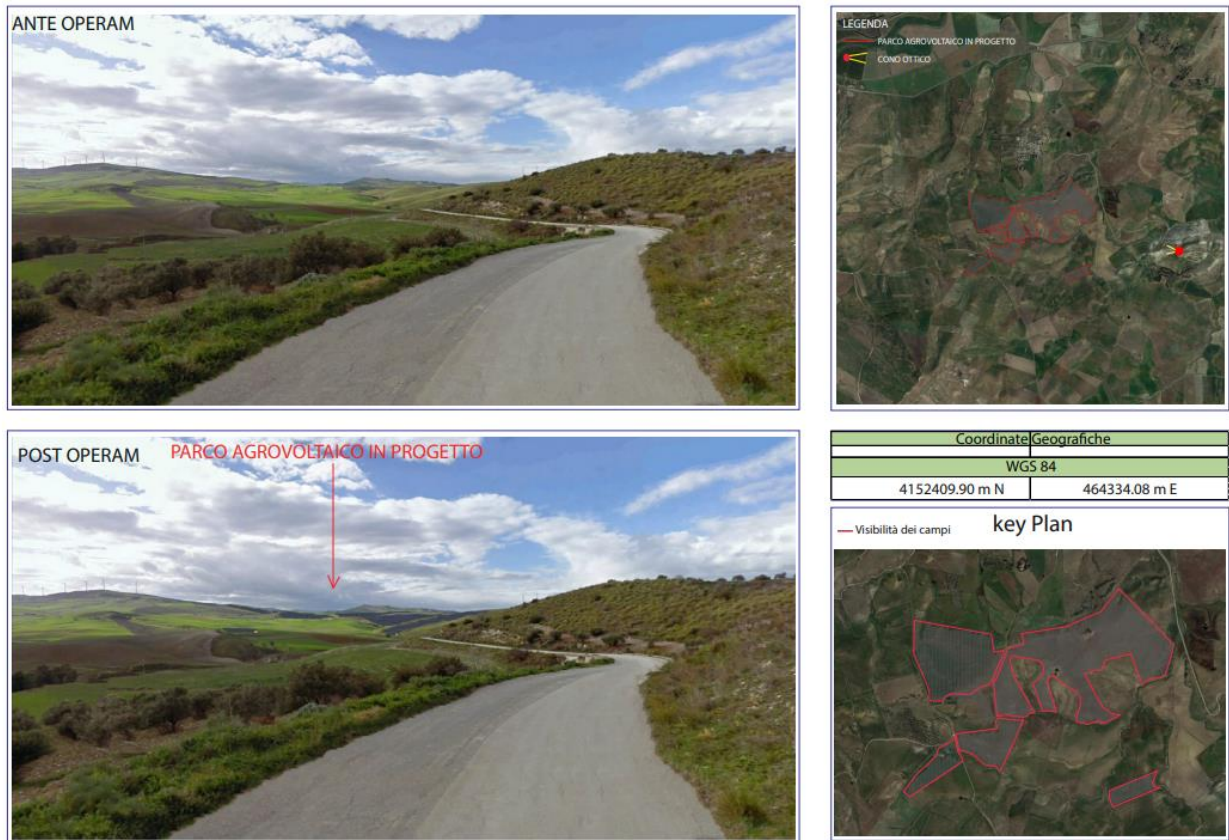 ANTE OPERAM
LEGENDA
PARCO AGROVOLTAICO IN PROGETTO
CONO OTTICO
POST OPERAM
PARCO AGROVOLTAICO IN PROGETTO
Coordinate Geografiche
WGS 84
4152409.90 m N 464334.08 m E
Visibilità dei campi
key Plan